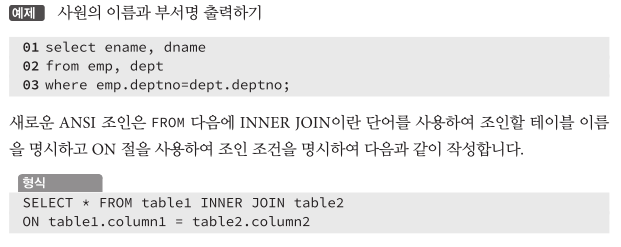 예제 사원의 이름과 부서명 출력하기
01 select ename, dname
02 from emp, dept
03 where emp.deptno=dept.deptno;
새로운 ANSI 조인은 FROM 다음에 INNER JOIN이란 단어를 사용하여 조인할 테이블 이름
을 명시하고 ON 절을 사용하여 조인 조건을 명시하여 다음과 같이 작성합니다.
형식
SELECT * FROM table1 INNER JOIN table2
ON table1.column1 = table2.column2